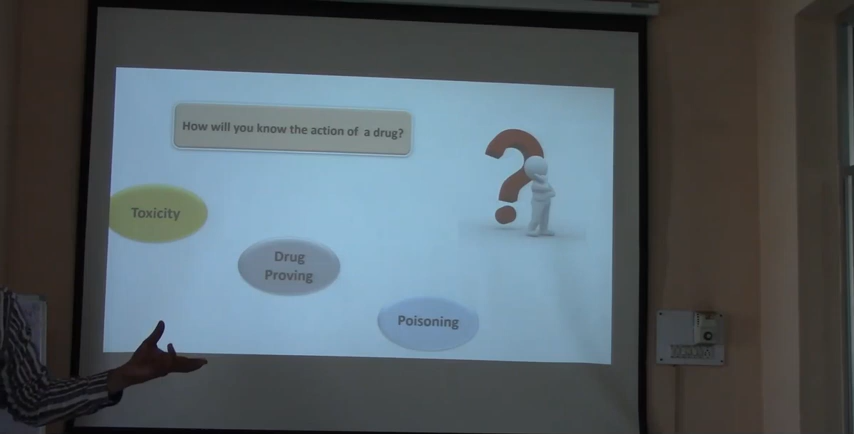 How will you know the action of a drug?
Toxicity
Drug
Proving
Poisoning